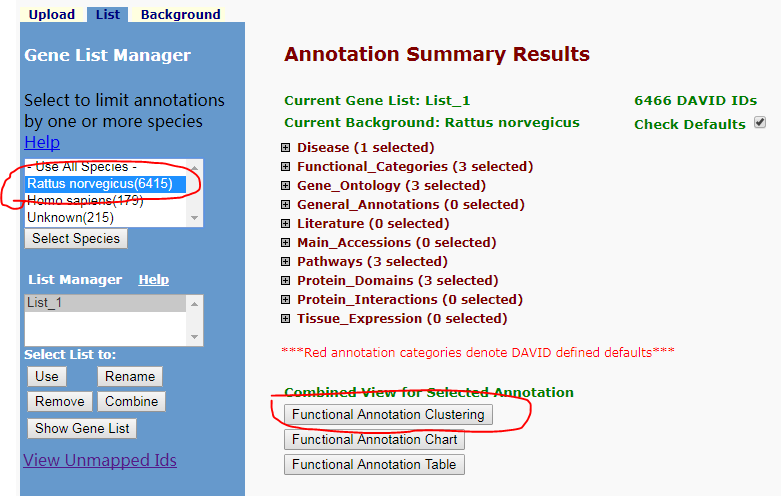 Upload List Background
Gene List Manager
Select to limit annotations
by one or more species
Help
- Use All Species -
Rattus norvegicus(6415)
Homo sapiens(179)
Unknown(215)
Select Species
List Manager Help
List_1
Select List to:
Use Rename
Remove Combine
Show Gene List
View Unmapped Ids
Annotation Summary Results
Current Gene List: List_1 6466 DAVID IDs
Current Background: Rattus norvegicus Check Defaults
Disease (1 selected)
Functional_Categories (3 selected)
Gene_Ontology (3 selected)
General_Annotations (0 selected)
Literature (0 selected)
Main_Accessions (0 selected)
Pathways (3 selected)
Protein_Domains (3 selected)
Protein_Interactions (0 selected)
Tissue_Expression (0 selected)
***Red annotation categories denote DAVID defined defaults***
Combined View for Selected Annotation
Functional Annotation Clustering
Functional Annotation Chart
Functional Annotation Table